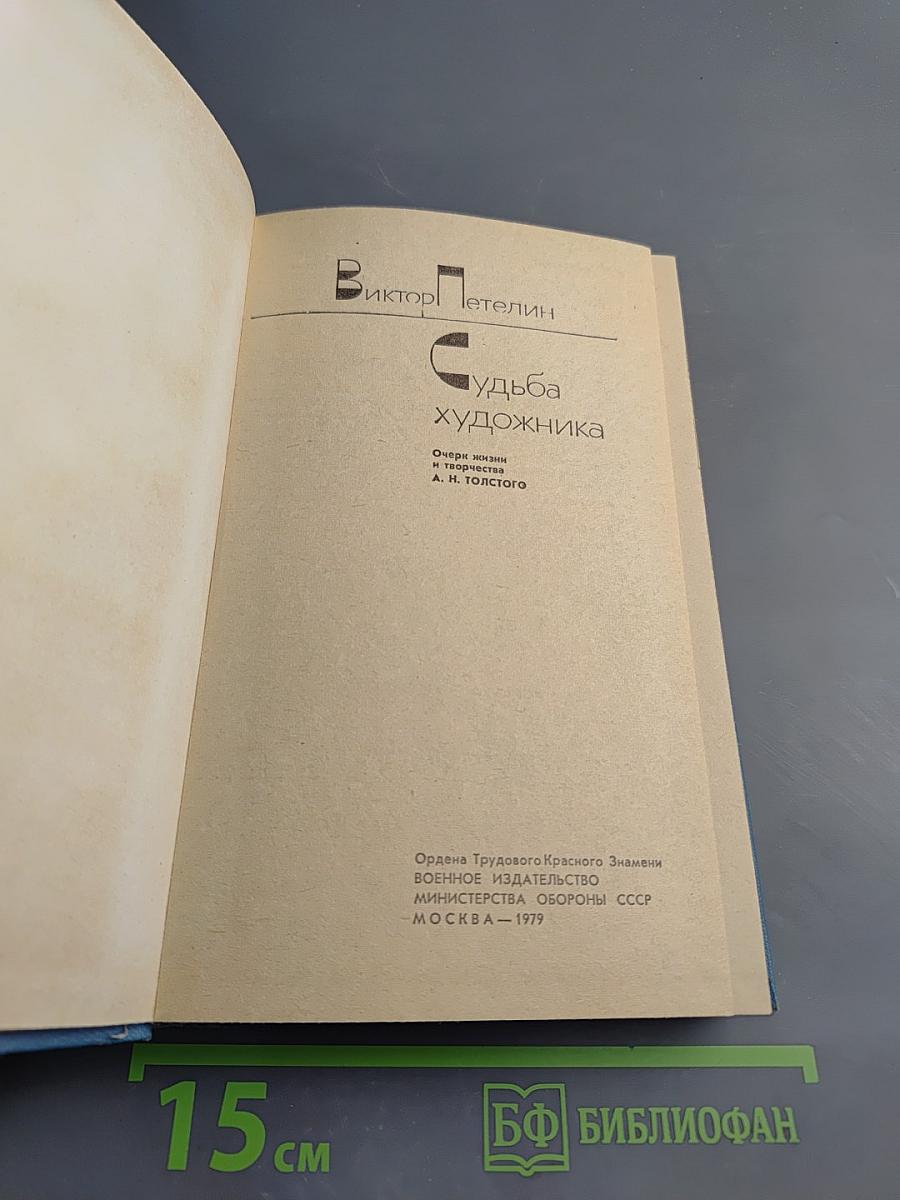 Виктор Петелин
Судьба
художника
Очерк жизни
и творчества
А. Н. ТОЛСТОГО
Ордена Трудового Красного Знамени
ВОЕННОЕ ИЗДАТЕЛЬСТВО
МИНИСТЕРСТВА ОБОРОНЫ СССР
МОСКВА — 1979
15 см
БФ БИБЛИОФАН